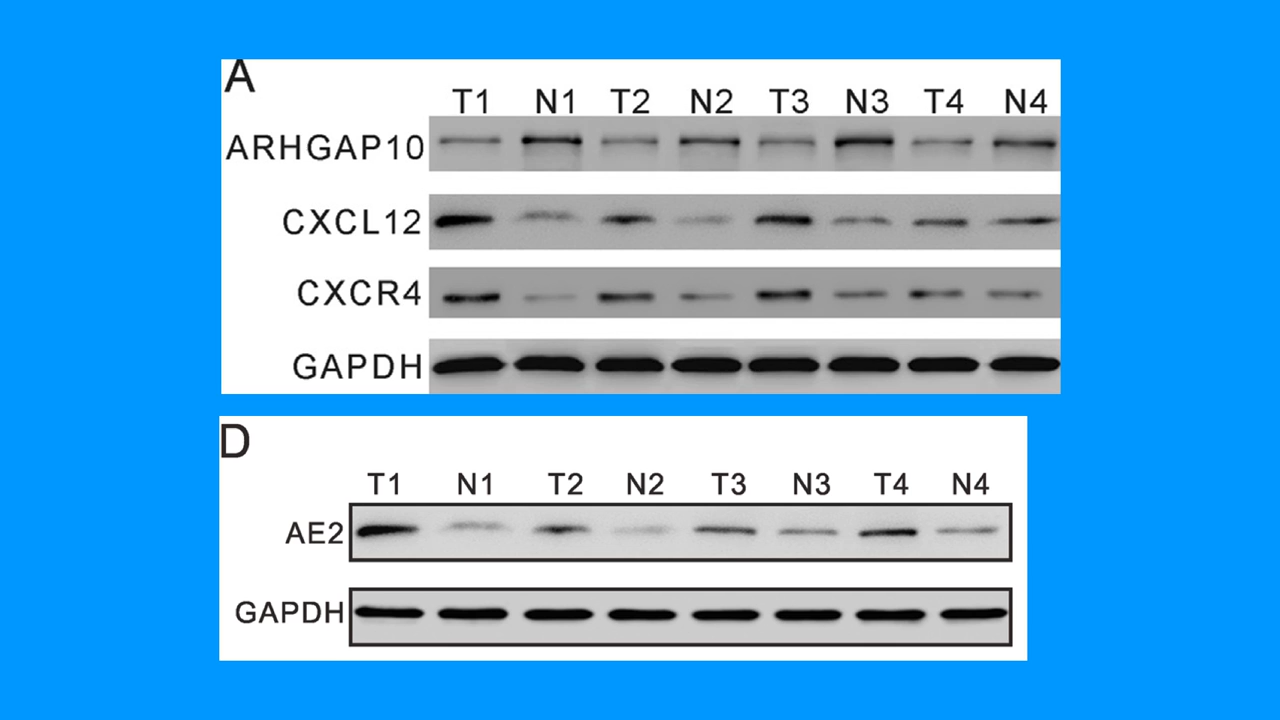 A
T1 N1 T2 N2 T3 N3 T4 N4
ARHGAP10
CXCL12
CXCR4
GAPDH
D
T1 N1 T2 N2 T3 N3 T4 N4
AE2
GAPDH